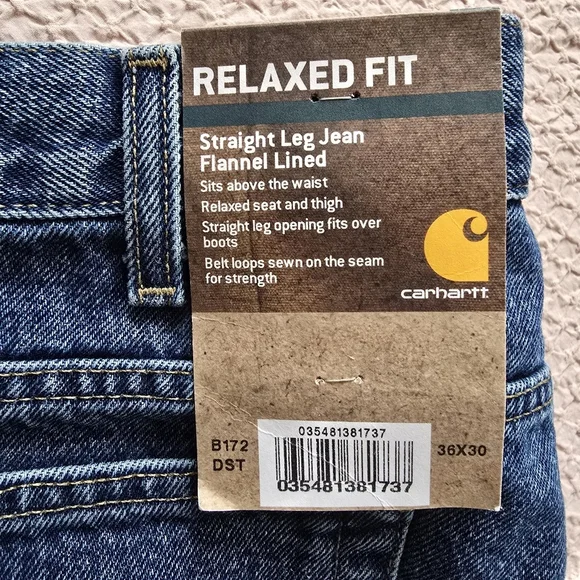 RELAXED FIT
Straight Leg Jean
Flannel Lined
Sits above the waist
Relaxed seat and thigh
Straight leg opening fits over
boots
Belt loops sewn on the seam
for strength
carhartt
035481381737
B172
DST
36X30
035481381737